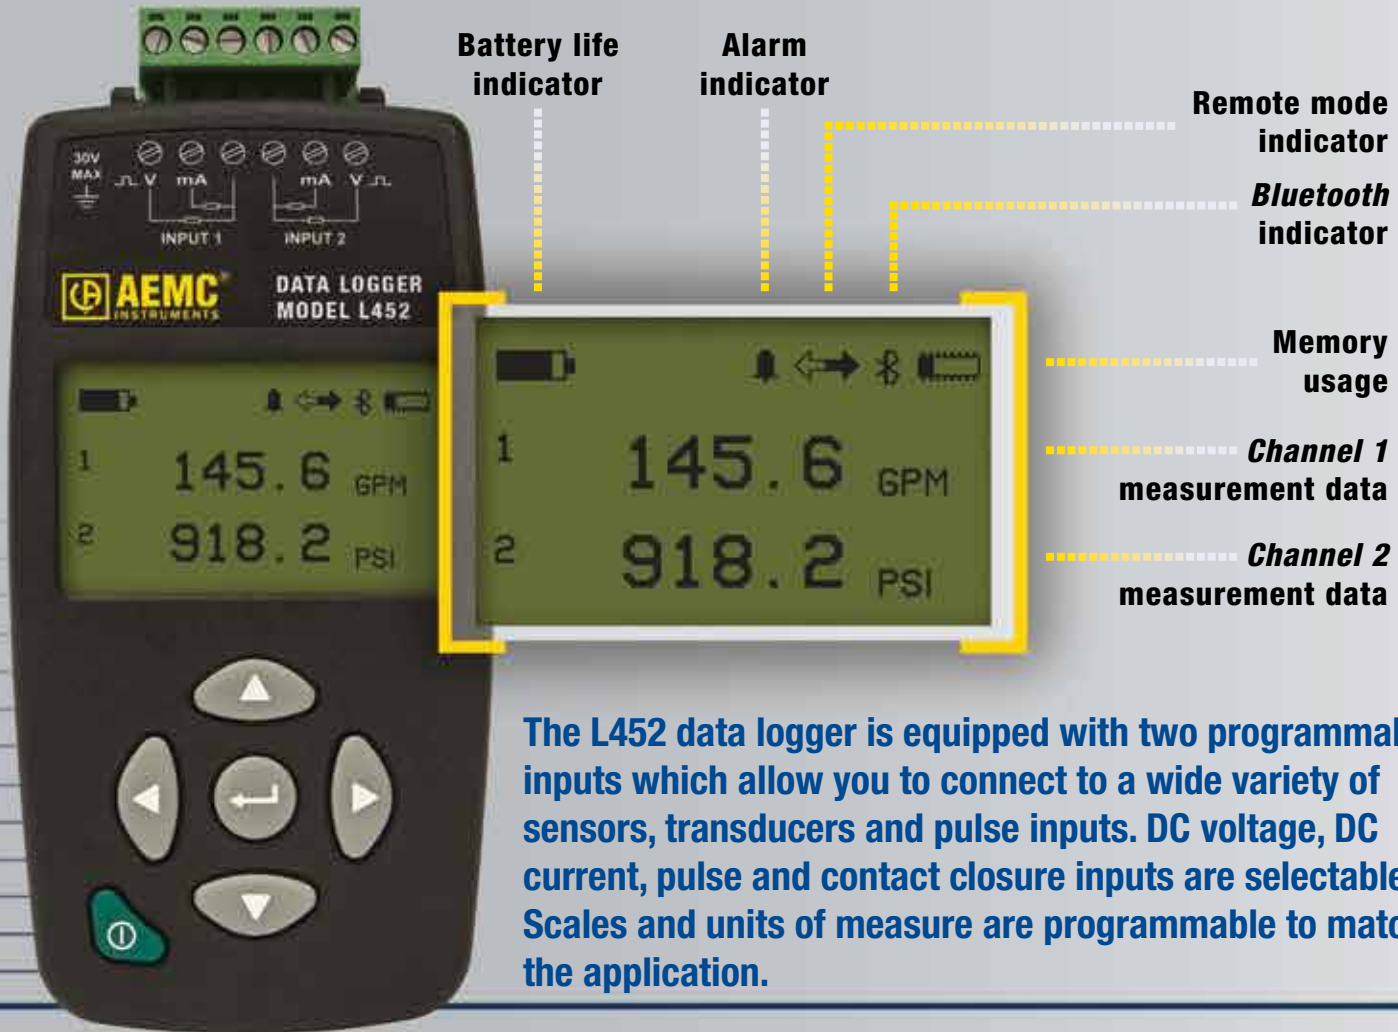 Battery life
indicator
Alarm
indicator
Remote mode
indicator
Bluetooth
indicator
Memory
usage
Channel 1
measurement data
Channel 2
measurement data
30V
MAX
V mA mA V
INPUT 1 INPUT 2
AEMC®
INSTRUMENTS
DATA LOGGER
MODEL L452
1 145.6 GPM
2 918.2 PSI
1 145.6 GPM
2 918.2 PSI
The L452 data logger is equipped with two programmal
inputs which allow you to connect to a wide variety of
sensors, transducers and pulse inputs. DC voltage, DC
current, pulse and contact closure inputs are selectable
Scales and units of measure are programmable to matc
the application.